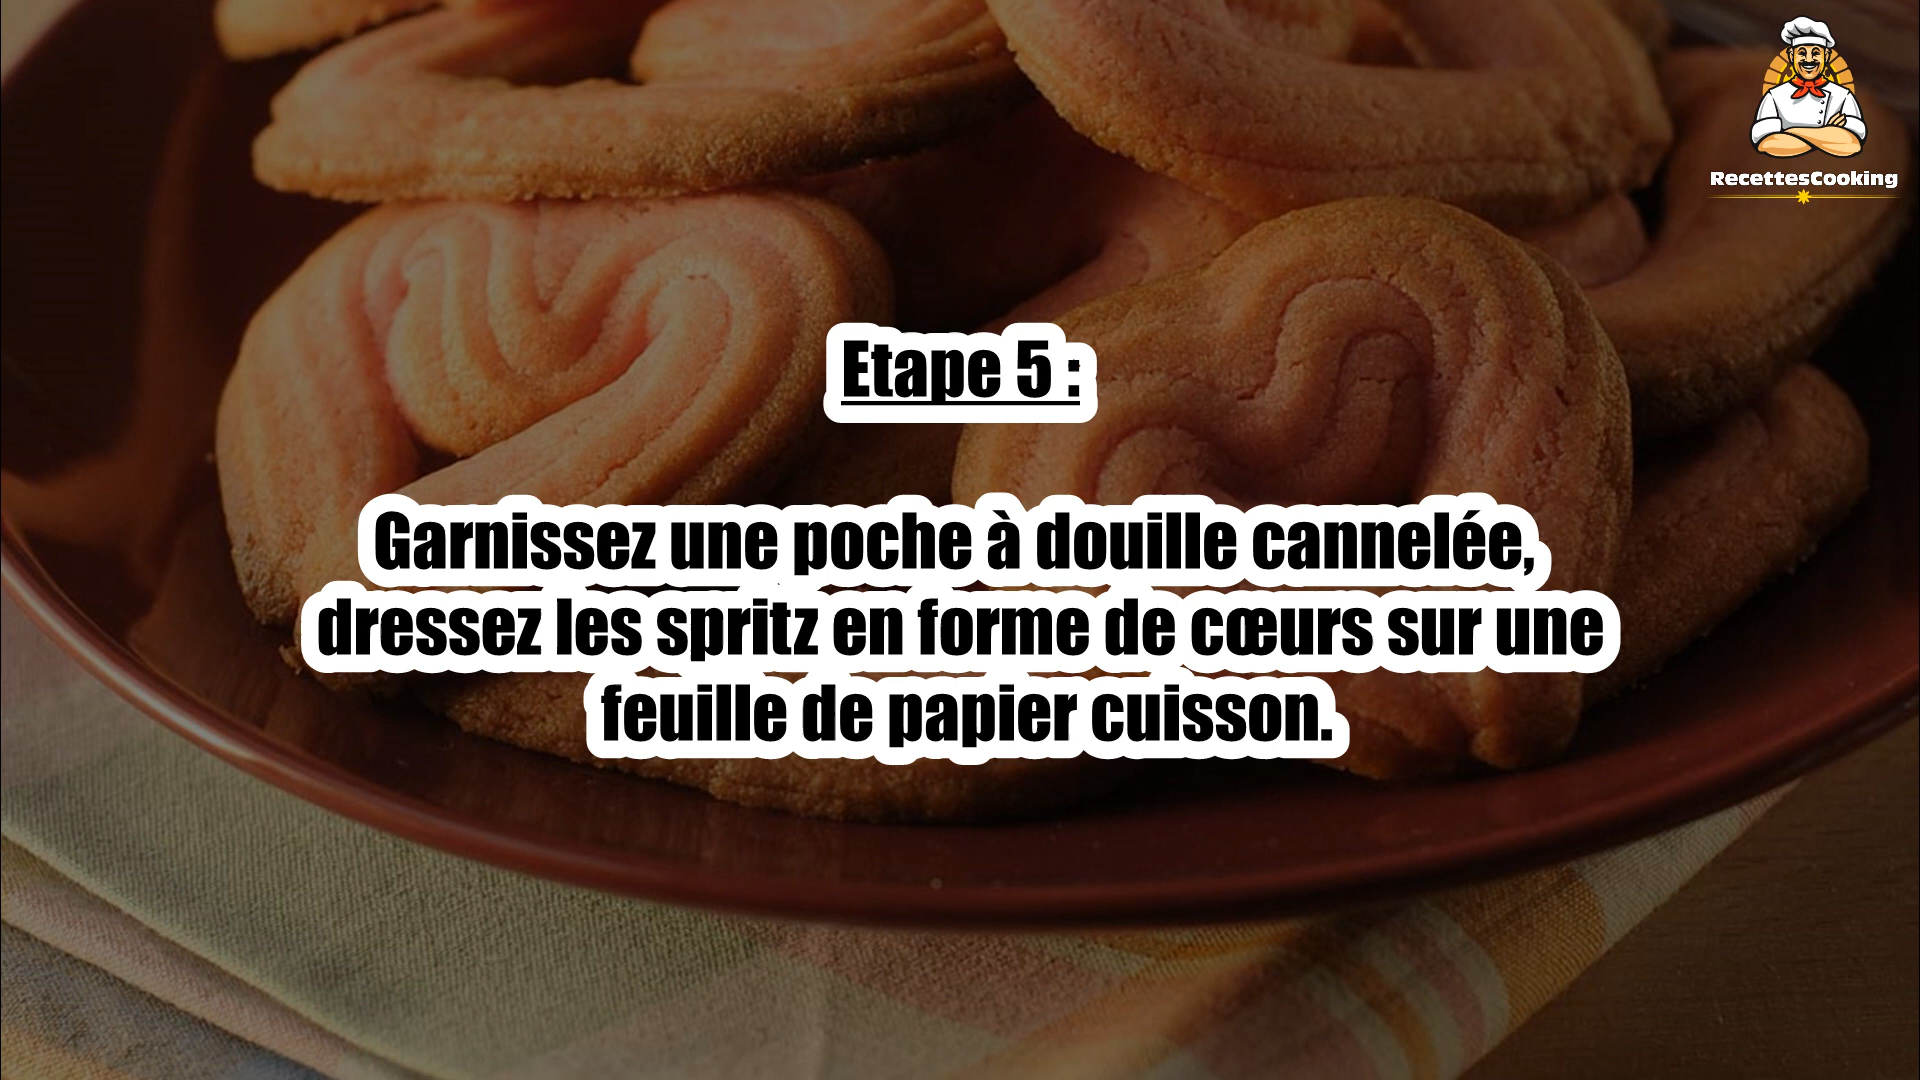 RecettesCooking
Etape 5 :
Garnissez une poche à douille cannelée,
dressez les spritz en forme de cœurs sur une
feuille de papier cuisson.